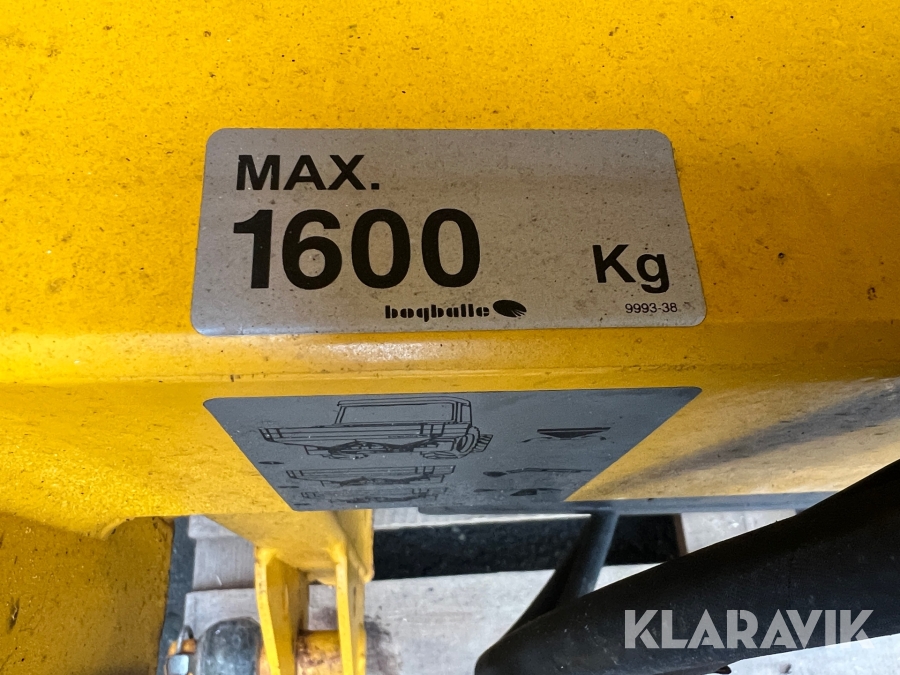 MAX.
1600 Kg
bogballe
9993-38
KLARAVIK